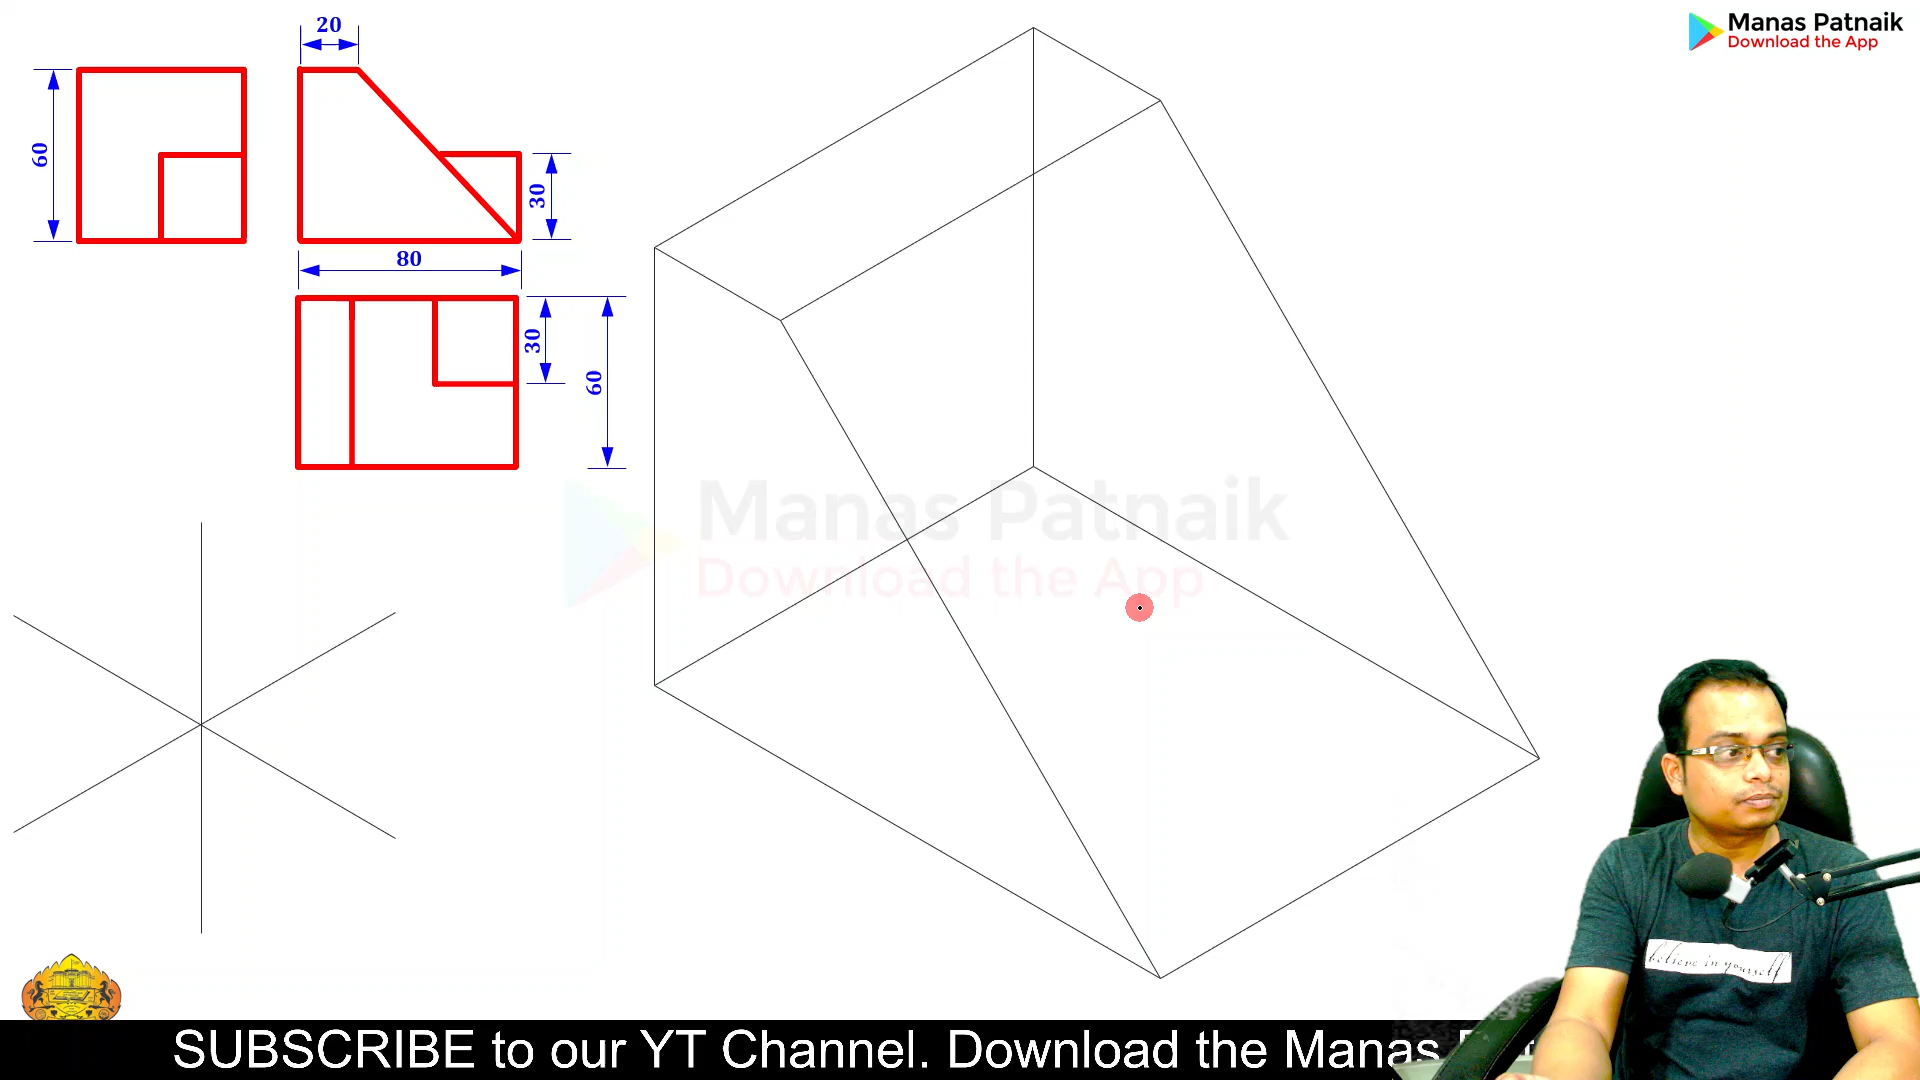 20
Manas Patnaik
Download the App
60
30
80
30
60
Manas Patnaik
Download the App
believe in yourself
SUBSCRIBE to our YT Channel. Download the Manas